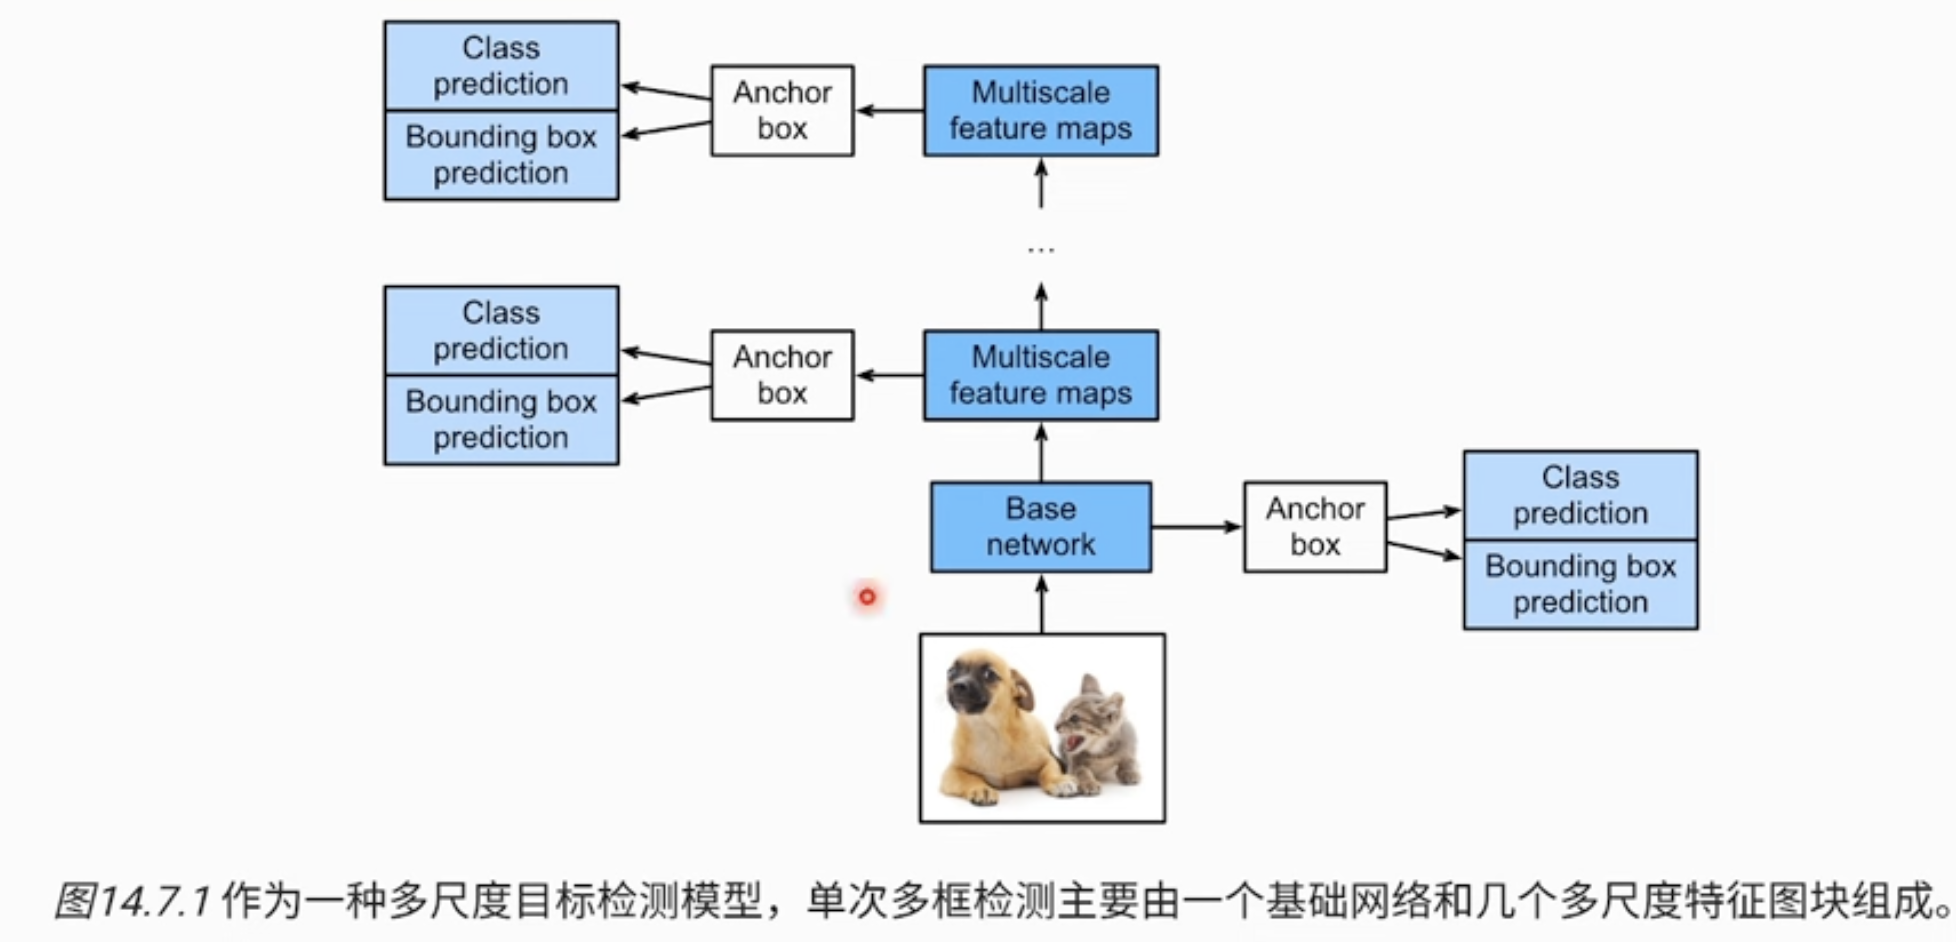 Class
prediction
Bounding box
prediction
Anchor
box
Multiscale
feature maps
...
Class
prediction
Bounding box
prediction
Anchor
box
Multiscale
feature maps
Base
network
Anchor
box
Class
prediction
Bounding box
prediction
图14.7.1 作为一种多尺度目标检测模型，单次多框检测主要由一个基础网络和几个多尺度特征图块组成。